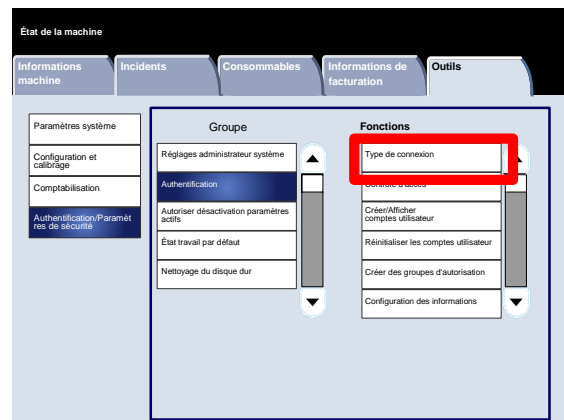 État de la machine
Informations
machine
Incidents
Consommables
Informations de
facturation
Outils
Paramètres système
Configuration et
calibrage
Comptabilisation
Authentification/Paramèt
res de sécurité
Groupe
Réglages administrateur système
Authentification
Autoriser désactivation paramètres
actifs
État travail par défaut
Nettoyage du disque dur
Fonctions
Type de connexion
Contrôle d'accès
Créer/Afficher
comptes utilisateur
Réinitialiser les comptes utilisateur
Créer des groupes d'autorisation
Configuration des informations